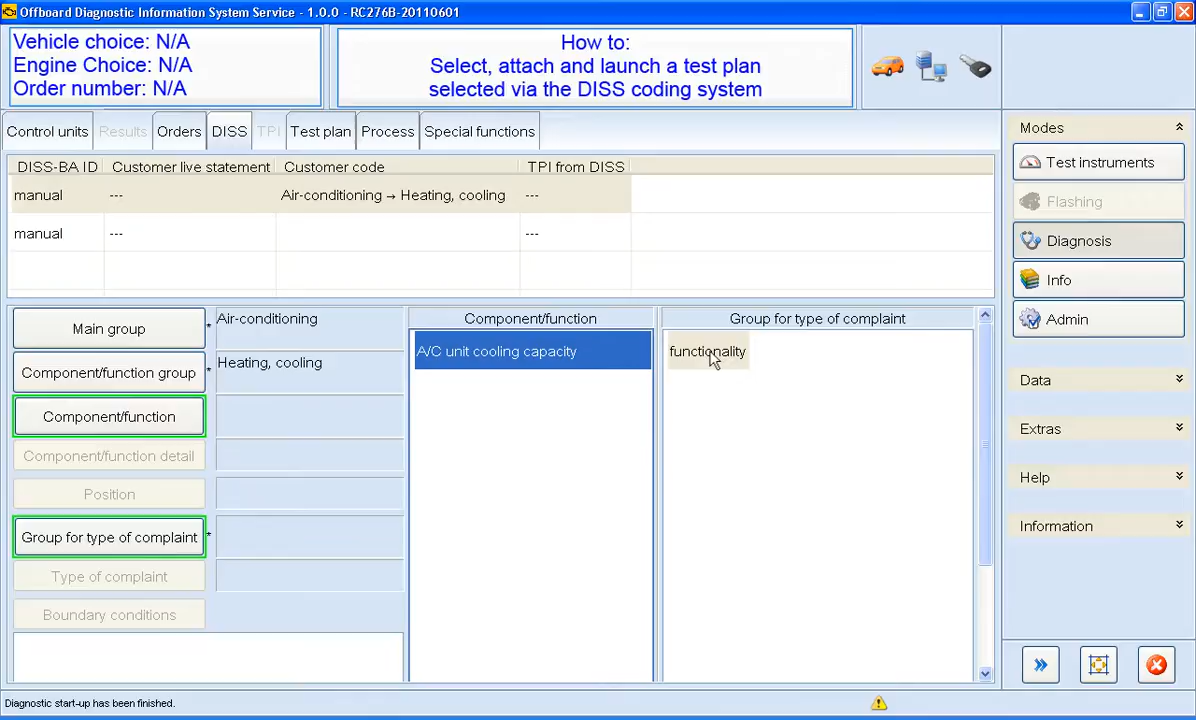 Offboard Diagnostic Information System Service - 1.0.0 - RC276B-20110601
Vehicle choice: N/A
Engine Choice: N/A
Order number: N/A
How to:
Select, attach and launch a test plan
selected via the DISS coding system
Control units
Results
Orders
DISS
TPI
Test plan
Process
Special functions
DISS-BA ID Customer live statement Customer code TPI from DISS
manual --- Air-conditioning → Heating, cooling ---
manual --- ---
Main group * Air-conditioning
Component/function group * Heating, cooling
Component/function
Component/function detail
Position
Group for type of complaint *
Type of complaint
Boundary conditions
Component/function
A/C unit cooling capacity
Group for type of complaint
functionality
Modes
Test instruments
Flashing
Diagnosis
Info
Admin
Data
Extras
Help
Information
Diagnostic start-up has been finished.